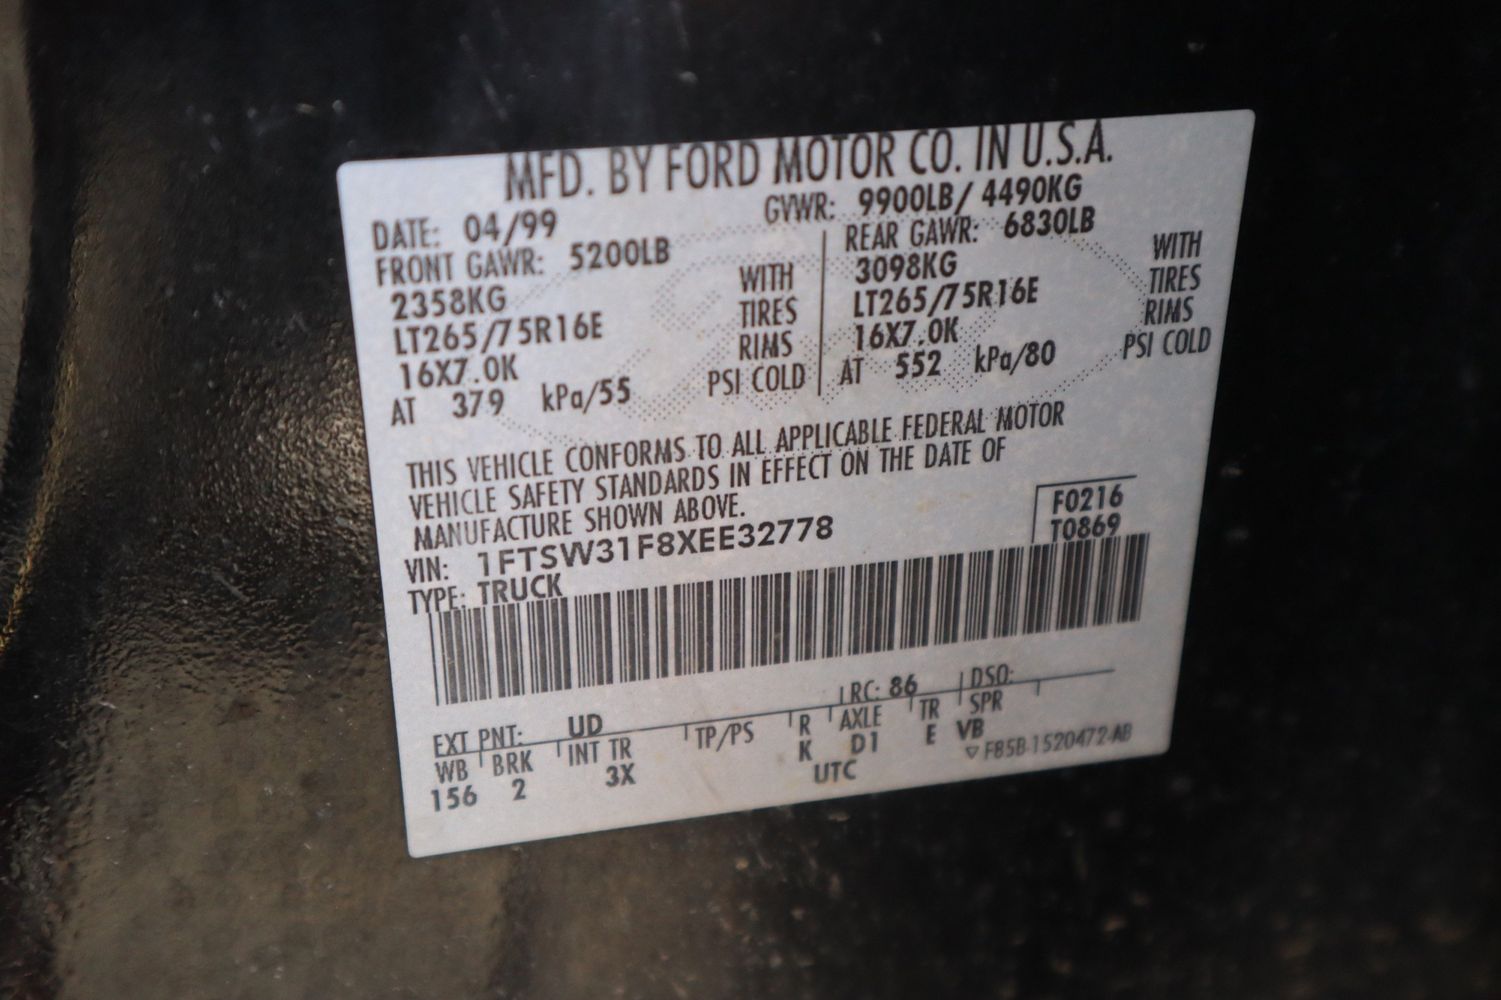 MFD. BY FORD MOTOR CO. IN U.S.A.
DATE: 04/99 GVWR: 9900LB/ 4490KG
FRONT GAWR: 5200LB REAR GAWR: 6830LB
2358KG WITH 3098KG WITH
LT265/75R16E TIRES LT265/75R16E TIRES
16X7.0K RIMS 16X7.0K RIMS
AT 379 kPa/55 PSI COLD AT 552 kPa/80 PSI COLD
THIS VEHICLE CONFORMS TO ALL APPLICABLE FEDERAL MOTOR
VEHICLE SAFETY STANDARDS IN EFFECT ON THE DATE OF
MANUFACTURE SHOWN ABOVE.
F0216
T0869
VIN: 1FTSW31F8XEE32778
TYPE: TRUCK
EXT PNT: UD RC: 86 DSO:
WB BRK INT TR TP/PS R AXLE TR SPR
156 2 3X K D1 E VB
UTC
▽ F85B-1520472-AB